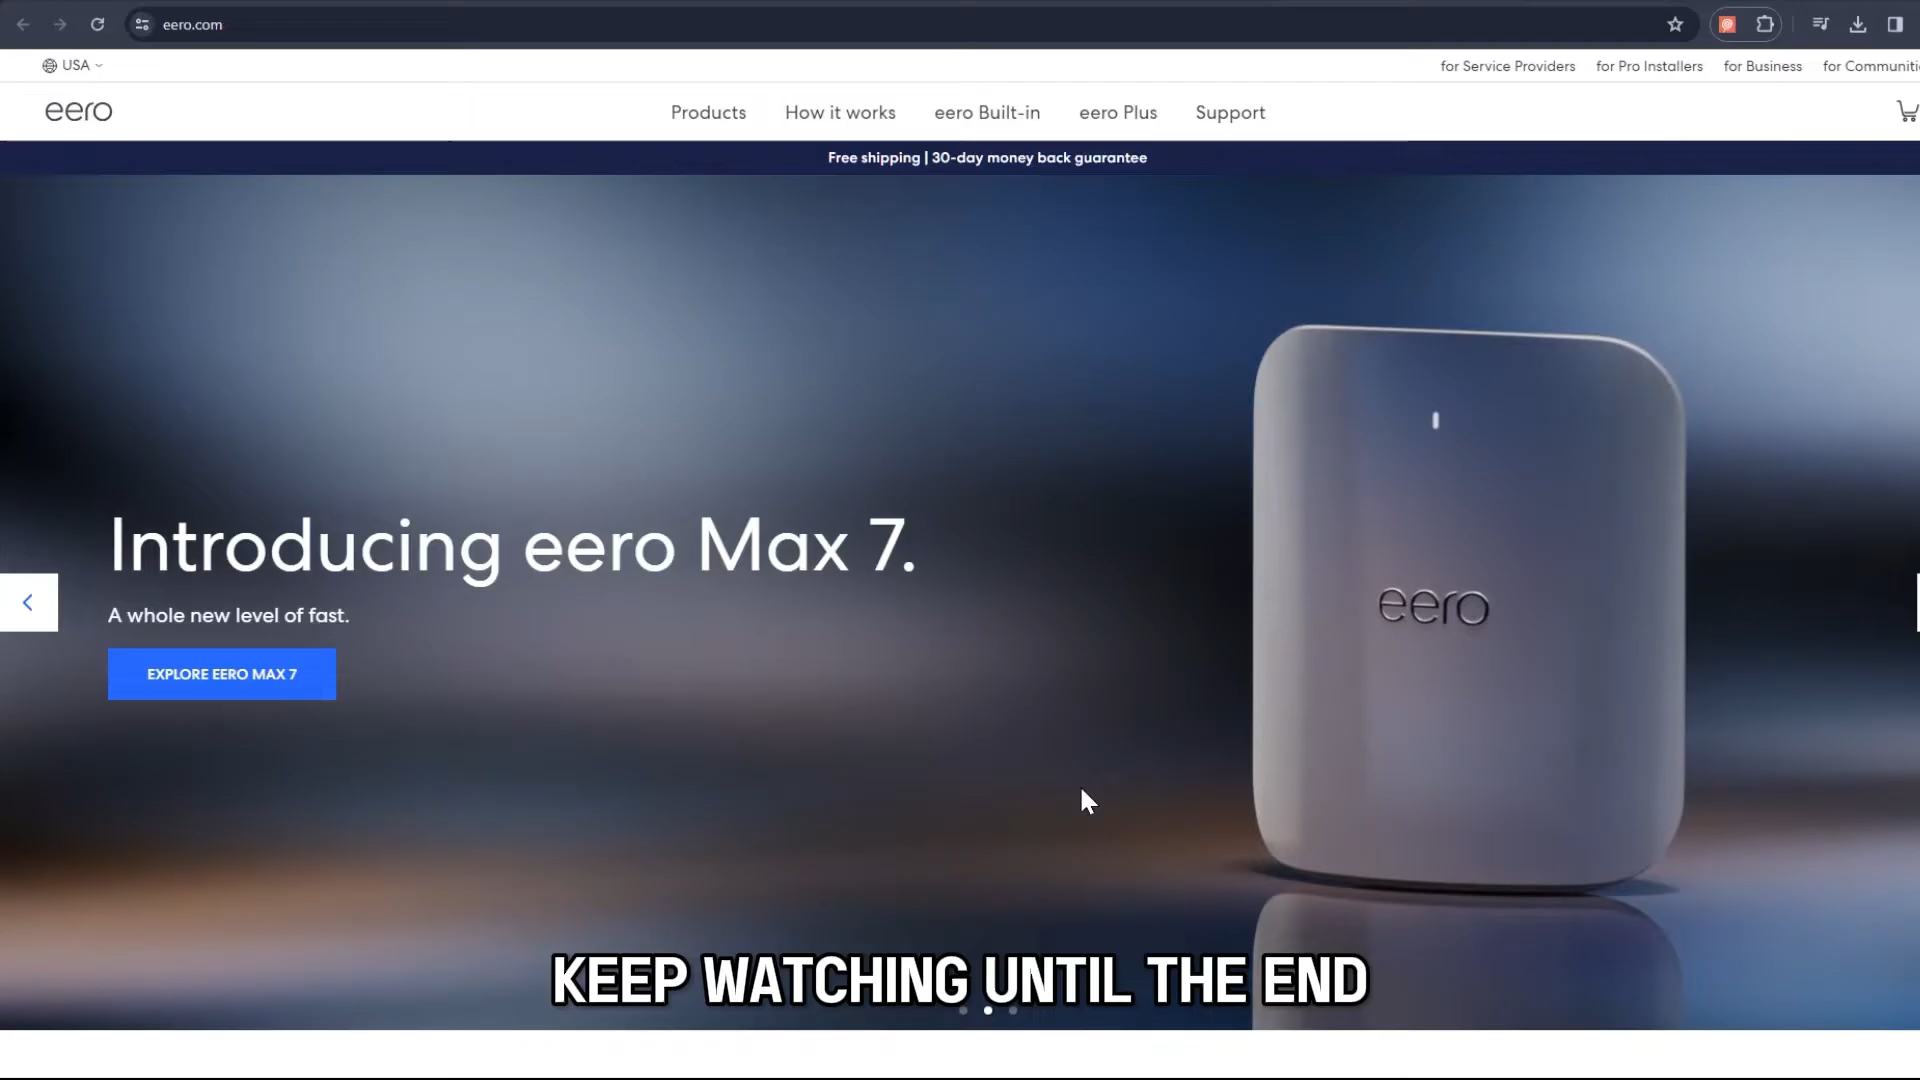 eero.com
USA
for Service Providers
for Pro Installers
for Business
for Communiti
eero
Products
How it works
eero Built-in
eero Plus
Support
Free shipping | 30-day money back guarantee
Introducing eero Max 7.
A whole new level of fast.
EXPLORE EERO MAX 7
eero
KEEP WATCHING UNTIL THE END